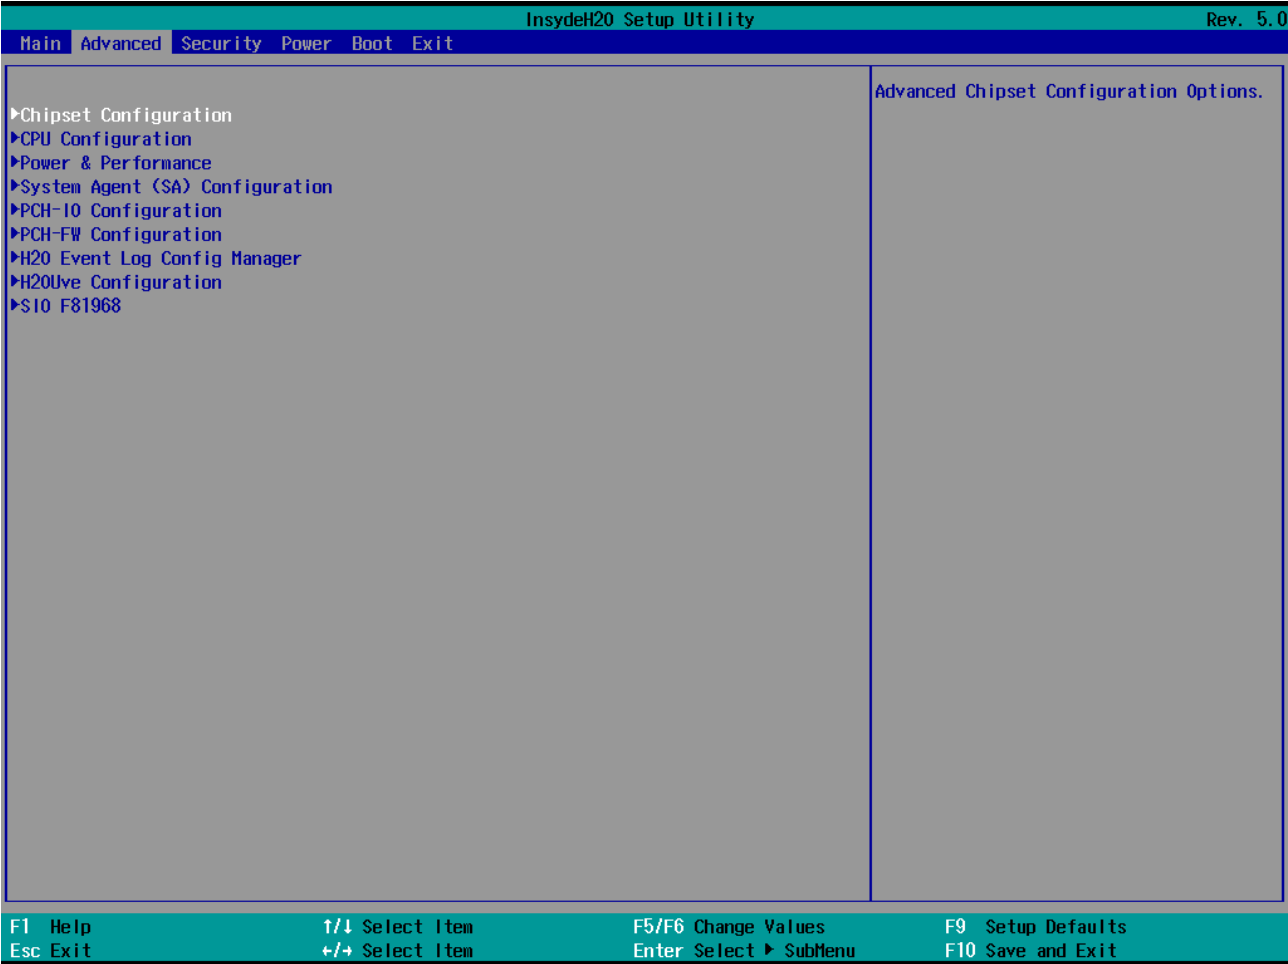 InsydeH20 Setup Utility Rev. 5.0
Main Advanced Security Power Boot Exit
Advanced Chipset Configuration Options.
▶Chipset Configuration
▶CPU Configuration
▶Power & Performance
▶System Agent (SA) Configuration
▶PCH-IO Configuration
▶PCH-FW Configuration
▶H2O Event Log Config Manager
▶H2OUve Configuration
▶SIO F81968
F1 Help ↑/↓ Select Item F5/F6 Change Values F9 Setup Defaults
Esc Exit ←/→ Select Item Enter Select ▶ SubMenu F10 Save and Exit